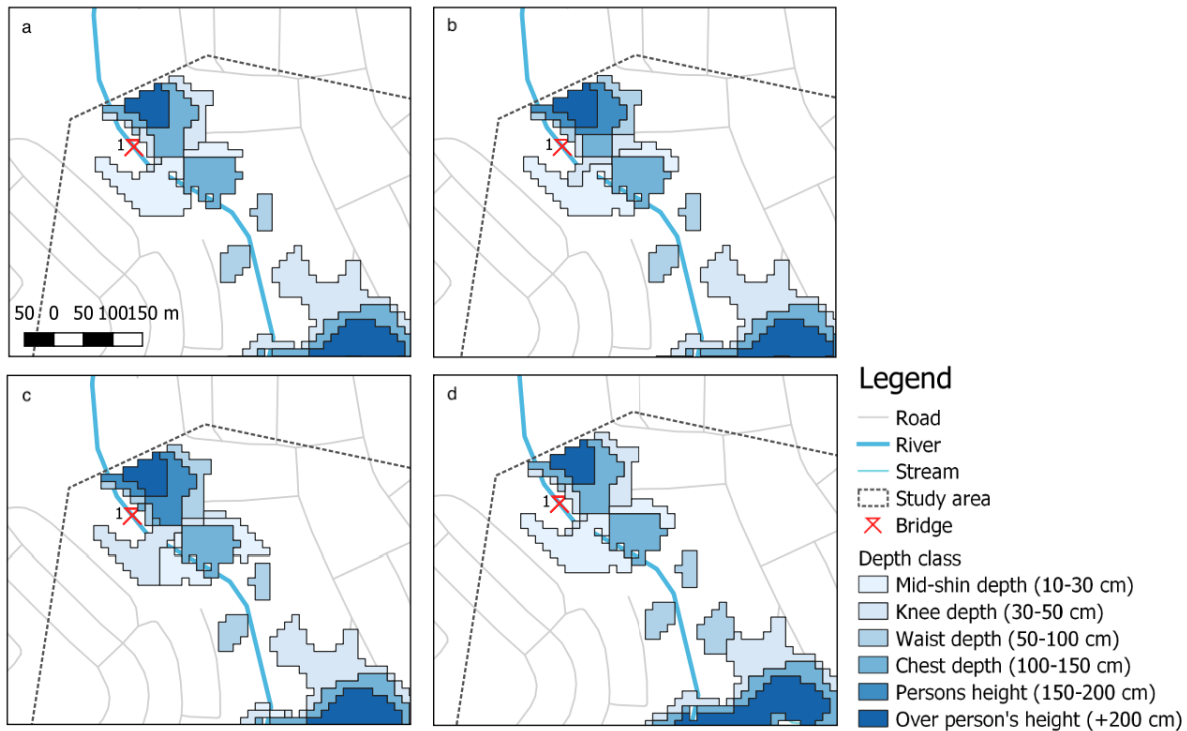 a
b
1
1
50 0 50 100150 m
c
d
1
1
Legend
Road
River
Stream
Study area
Bridge
Depth class
Mid-shin depth (10-30 cm)
Knee depth (30-50 cm)
Waist depth (50-100 cm)
Chest depth (100-150 cm)
Persons height (150-200 cm)
Over person's height (+200 cm)